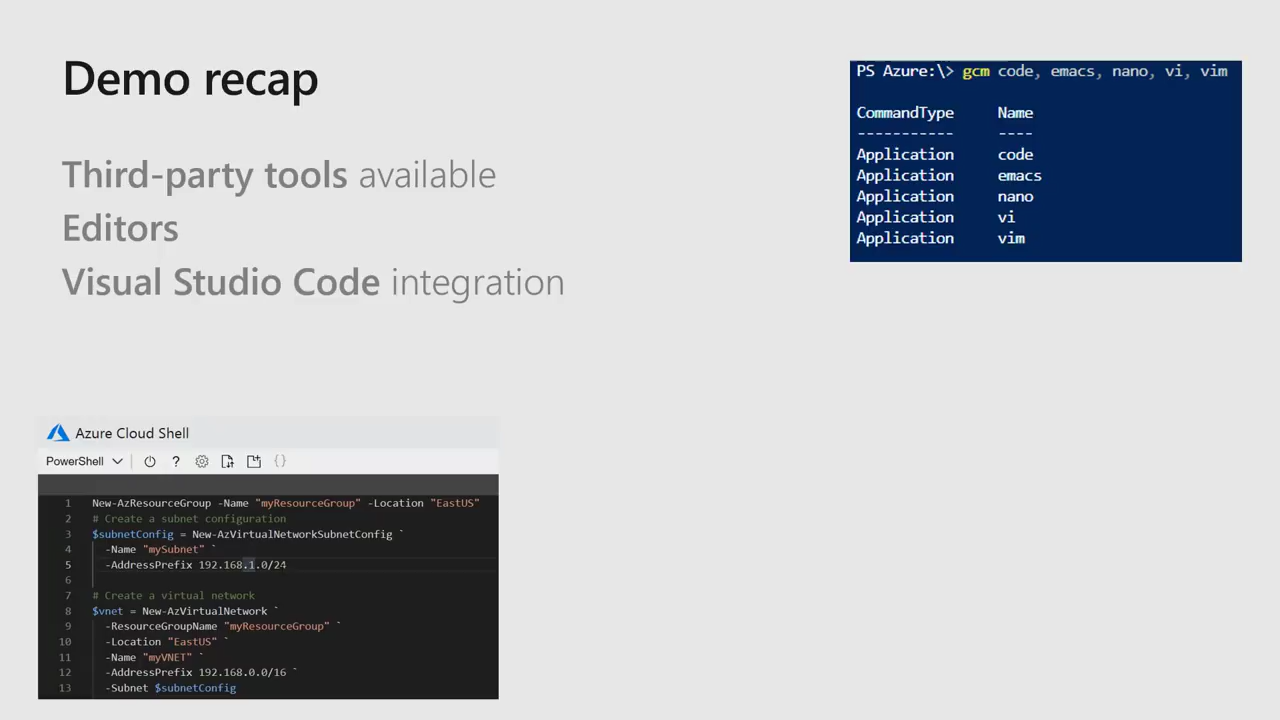 Demo recap
Third-party tools available
Editors
Visual Studio Code integration
PS Azure:\> gcm code, emacs, nano, vi, vim
CommandType Name
----------- ----
Application code
Application emacs
Application nano
Application vi
Application vim
Azure Cloud Shell
PowerShell
1 New-AzResourceGroup -Name "myResourceGroup" -Location "EastUS"
2 # Create a subnet configuration
3 $subnetConfig = New-AzVirtualNetworkSubnetConfig `
4 -Name "mySubnet" `
5 -AddressPrefix 192.168.1.0/24
6
7 # Create a virtual network
8 $vnet = New-AzVirtualNetwork `
9 -ResourceGroupName "myResourceGroup" `
10 -Location "EastUS" `
11 -Name "myVNET" `
12 -AddressPrefix 192.168.0.0/16 `
13 -Subnet $subnetConfig